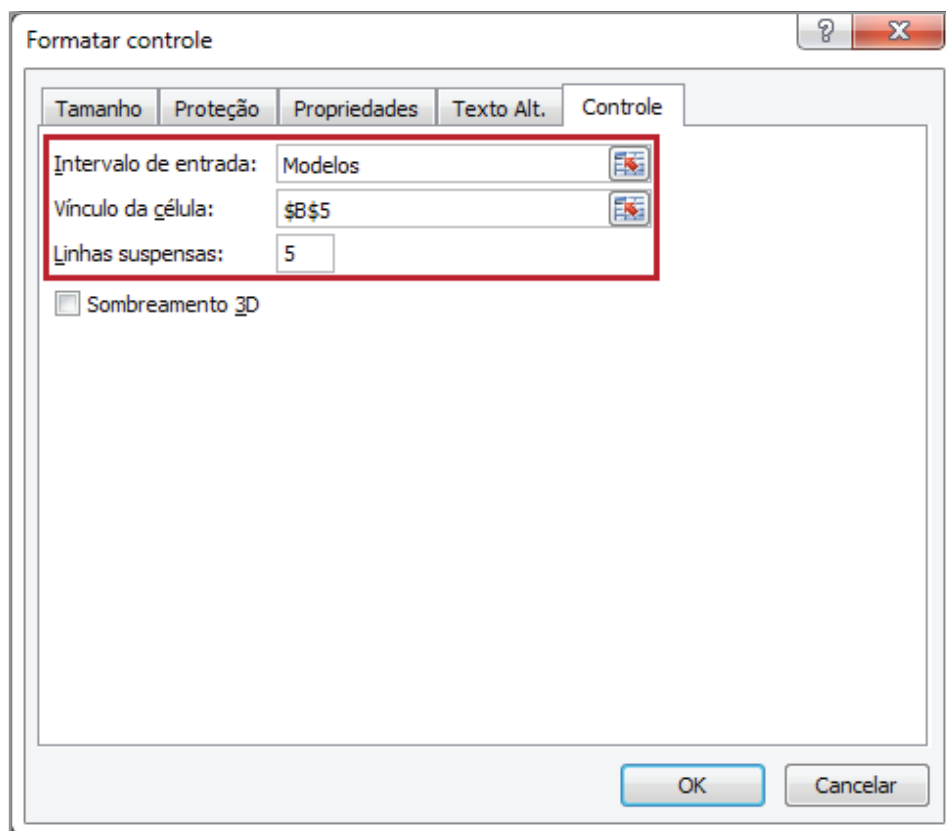 Formatar controle
Tamanho Proteção Propriedades Texto Alt. Controle
Intervalo de entrada: Modelos
Vínculo da célula: $B$5
Linhas suspensas: 5
Sombreamento 3D
OK Cancelar